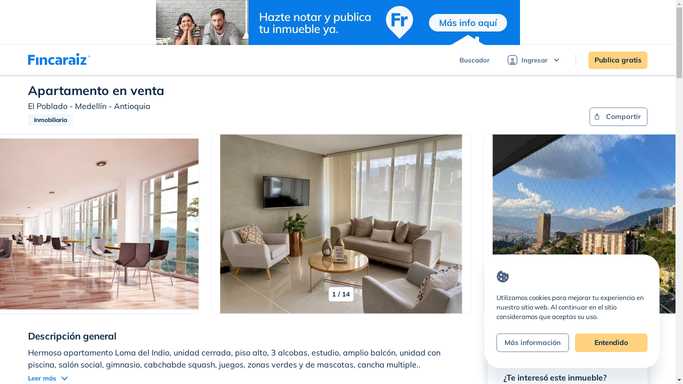 Hazte notar y publica
tu inmueble ya.
Fr
Más info aquí
Fincaraiz
Buscador
Ingresar
Publica gratis
Apartamento en venta
El Poblado - Medellín - Antioquia
Inmobiliaria
Compartir
1 / 14
Utilizamos cookies para mejorar tu experiencia en
nuestro sitio web. Al continuar en el sitio
consideramos que aceptas su uso.
Más información
Entendido
Descripción general
Hermoso apartamento Loma del Indio, unidad cerrada, piso alto, 3 alcobas, estudio, amplio balcón, unidad con
piscina, salón social, gimnasio, cabchabde squash, juegos, zonas verdes y de mascotas, cancha multiple..
Leer más
¿Te interesó este inmueble?